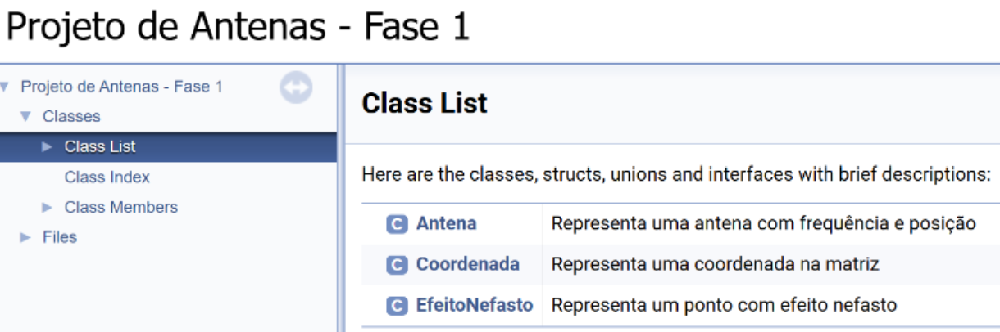 Projeto de Antenas - Fase 1
Projeto de Antenas - Fase 1
Classes
Class List
Class Index
Class Members
Files
Class List
Here are the classes, structs, unions and interfaces with brief descriptions:
C Antena Representa uma antena com frequência e posição
C Coordenada Representa uma coordenada na matriz
C EfeitoNefasto Representa um ponto com efeito nefasto